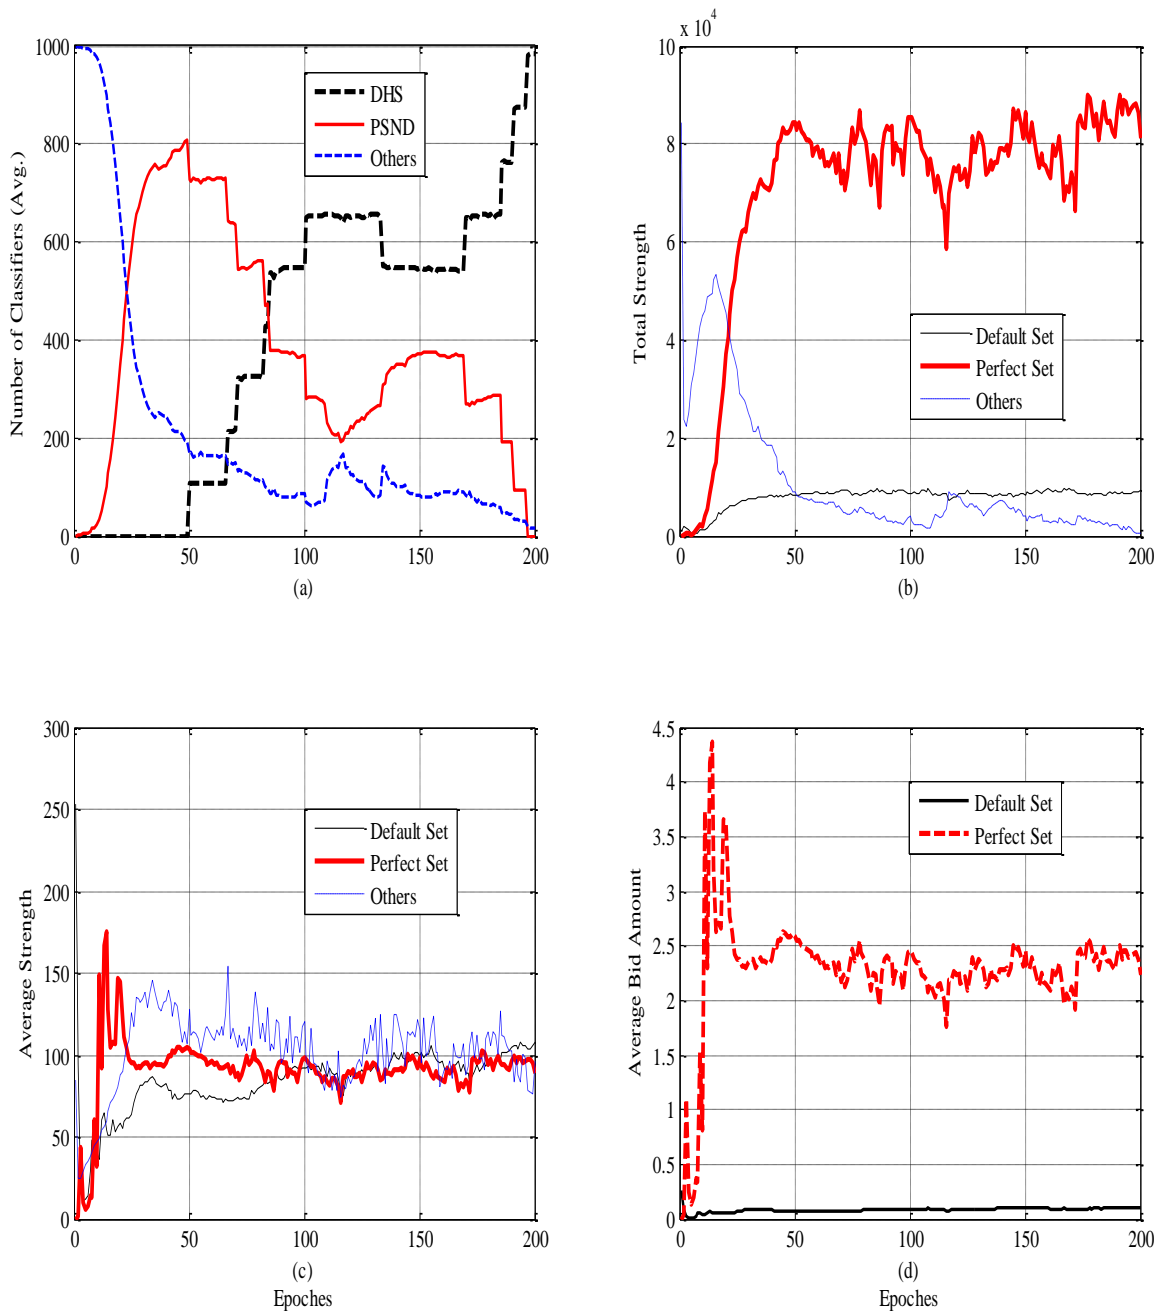 1000
800
600
400
200
0
Number of Classifiers (Avg.)
DHS
PSND
Others
0
50
100
150
200
(a)
x 10^4
10
8
6
4
2
0
Total Strength
Default Set
Perfect Set
Others
0
50
100
150
200
(b)
300
250
200
150
100
50
0
Average Strength
Default Set
Perfect Set
Others
0
50
100
150
200
(c)
Epoches
4.5
4
3.5
3
2.5
2
1.5
1
0.5
0
Average Bid Amount
Default Set
Perfect Set
0
50
100
150
200
(d)
Epoches